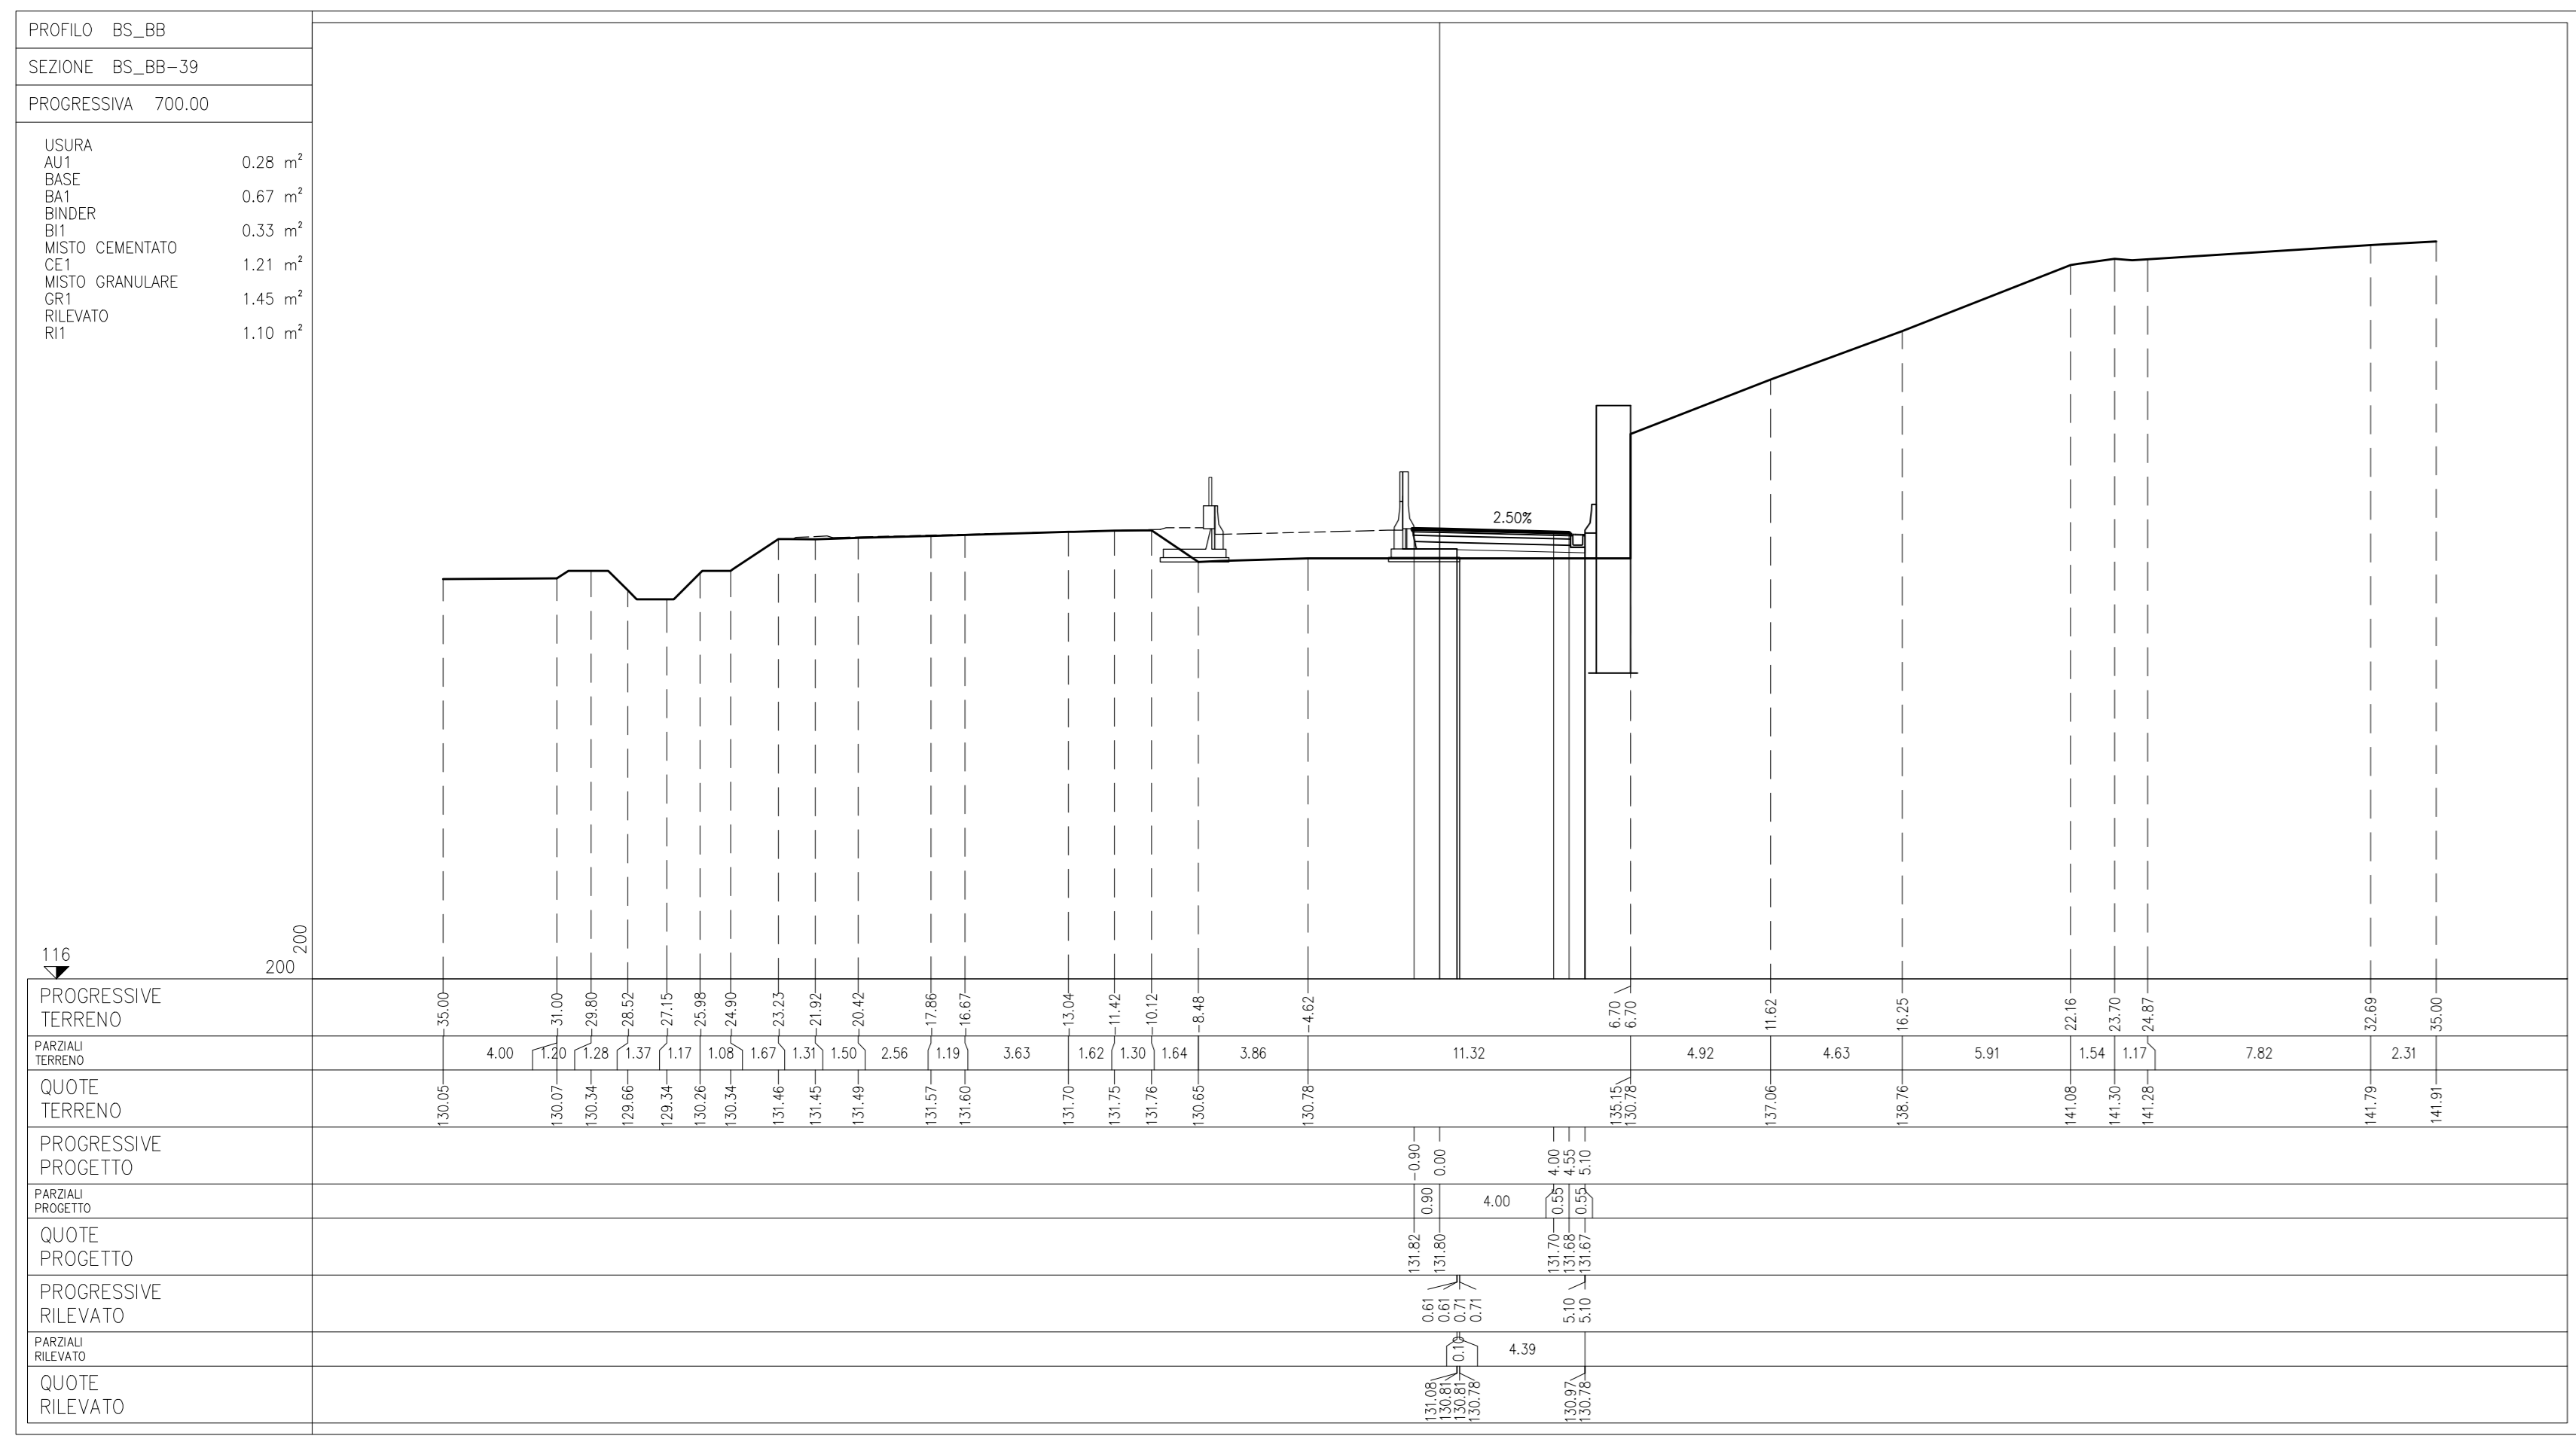 PROFILO BS_BB
SEZIONE BS_BB-39
PROGRESSIVA 700.00
USURA
AU1 0.28 m²
BASE
BA1 0.67 m²
BINDER
BI1 0.33 m²
MISTO CEMENTATO
CE1 1.21 m²
MISTO GRANULARE
GR1 1.45 m²
RILEVATO
RI1 1.10 m²
2.50%
116
200
200
PROGRESSIVE
TERRENO
-35.00 -31.00 -29.80 -28.52 -27.15 -25.98 -24.90 -23.23 -21.92 -20.42 -17.86 -16.67 -13.04 -11.42 -10.12 -8.48 -4.62 6.70 6.70 11.62 16.25 22.16 23.70 24.87 32.69 35.00
PARZIALI
TERRENO
4.00 1.20 1.28 1.37 1.17 1.08 1.67 1.31 1.50 2.56 1.19 3.63 1.62 1.30 1.64 3.86 11.32 4.92 4.63 5.91 1.54 1.17 7.82 2.31
QUOTE
TERRENO
130.05 130.07 130.34 129.66 129.34 130.26 130.34 131.46 131.45 131.49 131.57 131.60 131.70 131.75 131.76 130.65 130.78 135.15 130.78 137.06 138.76 141.08 141.30 141.28 141.79 141.91
PROGRESSIVE
PROGETTO
-0.90 0.00 4.00 4.55 5.10
PARZIALI
PROGETTO
0.90 4.00 0.55 0.55
QUOTE
PROGETTO
131.82 131.80 131.70 131.68 131.67
PROGRESSIVE
RILEVATO
0.61 0.61 0.71 0.71 5.10 5.10
PARZIALI
RILEVATO
0.10 4.39
QUOTE
RILEVATO
131.08 130.81 130.81 130.78 130.97 130.78